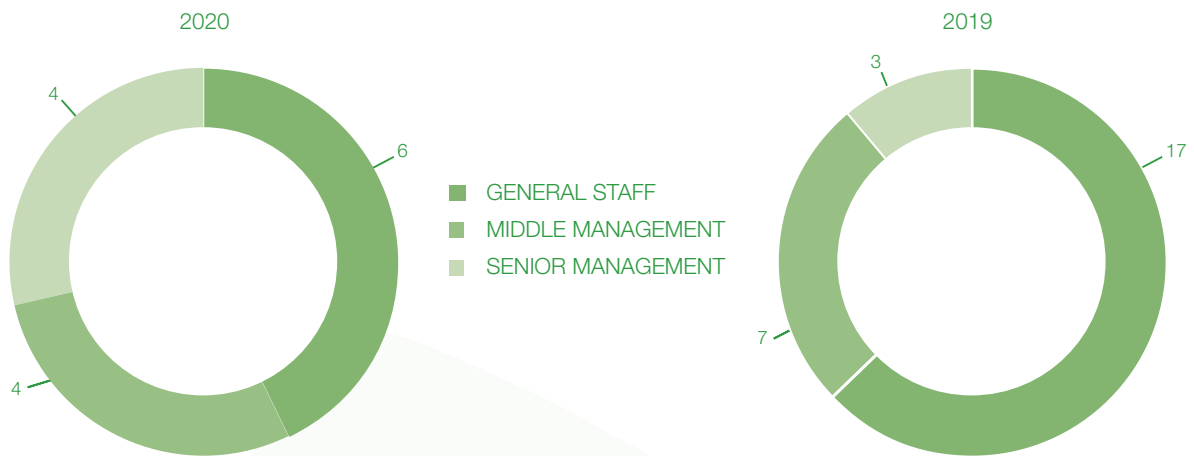 2020
4
6
4
GENERAL STAFF
MIDDLE MANAGEMENT
SENIOR MANAGEMENT
2019
3
17
7